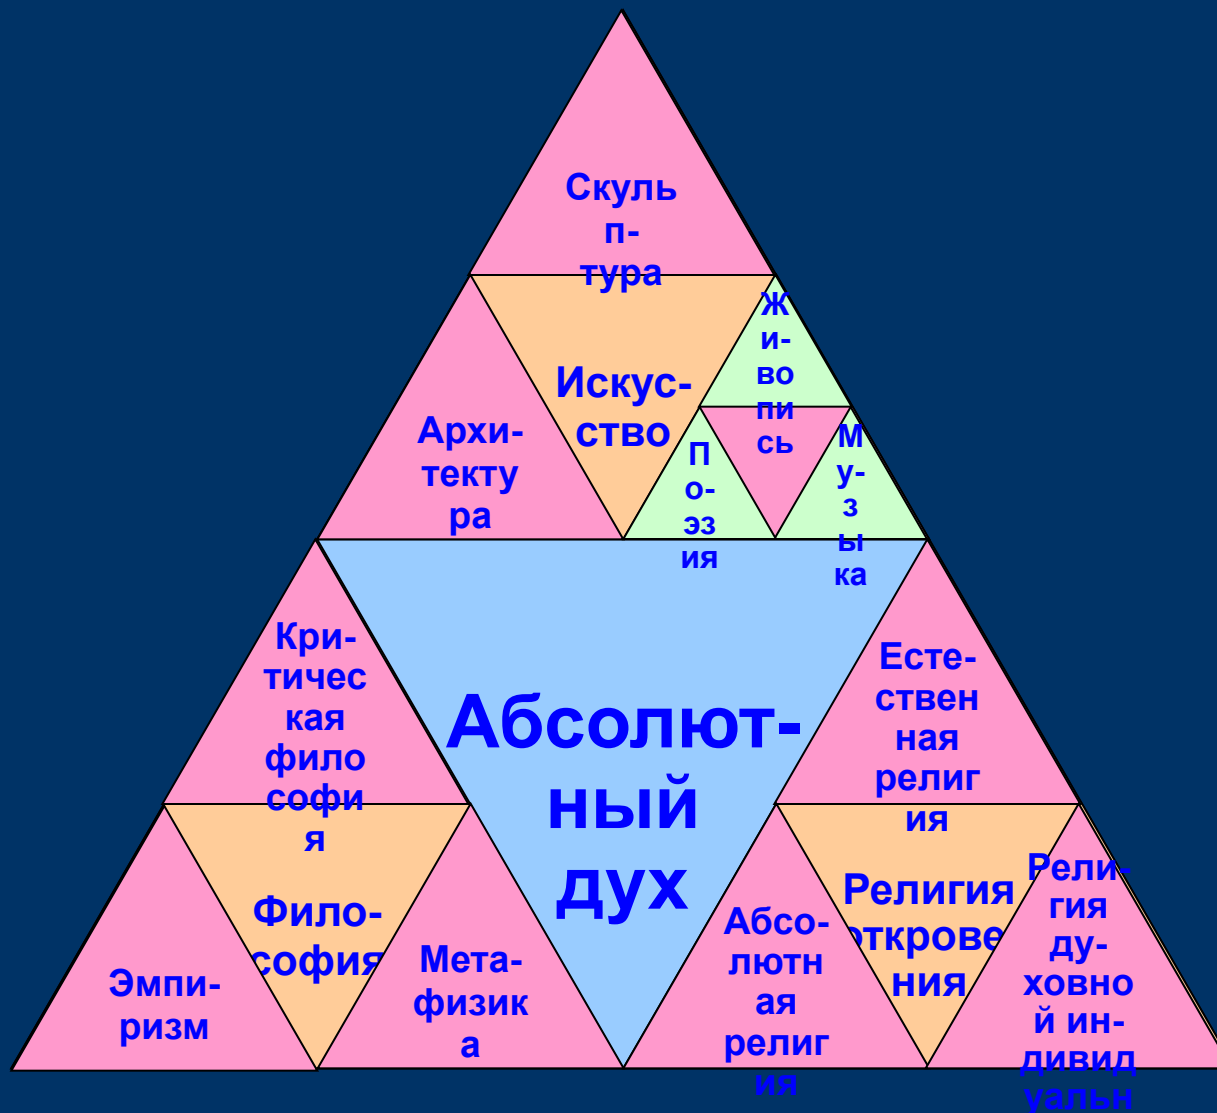 Скуль
п-
тура
Искус-
ство
Архи-
текту
ра
Ж
и-
во
пи
сь
П
о-
эз
ия
М
у-
з
ы
ка
Абсолют-
ный
дух
Кри-
тичес
кая
фило
софи
я
Фило-
софия
Эмпи-
ризм
Мета-
физик
а
Есте-
ствен
ная
религ
ия
Религия
открове
ния
Абсо-
лютн
ая
религ
ия
Рели-
гия
ду-
ховно
й ин-
дивид
уальн